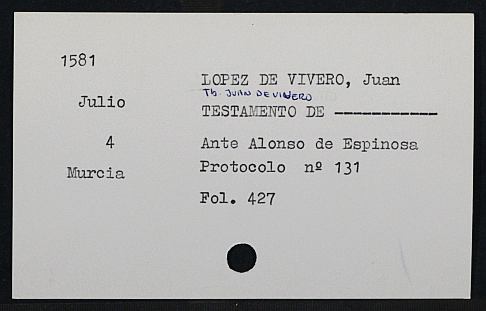 1581
LOPEZ DE VIVERO, Juan
Tb. JUAN DE VIVERO
Julio
TESTAMENTO DE -----------
4
Ante Alonso de Espinosa
Murcia
Protocolo nº 131
Fol. 427